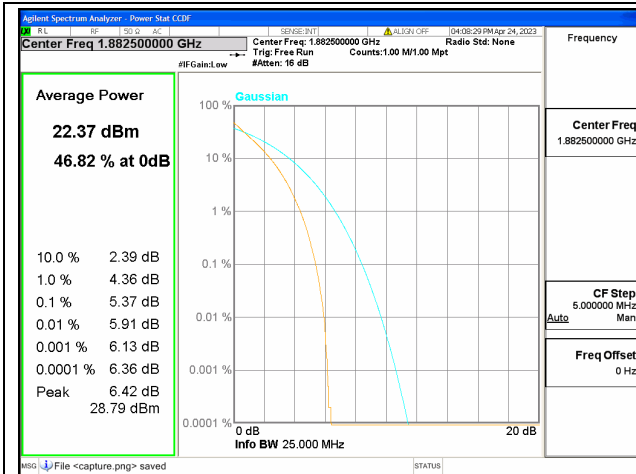 Agilent Spectrum Analyzer - Power Stat CCDF
RL RF 50 Ω AC SENSE:INT ALIGN OFF 04:08:29 PM Apr 24, 2023
Center Freq 1.882500000 GHz
Center Freq: 1.882500000 GHz Radio Std: None
Trig: Free Run Counts:1.00 M/1.00 Mpt
#IFGain:Low #Atten: 16 dB
Frequency
Average Power
22.37 dBm
46.82 % at 0dB
10.0 % 2.39 dB
1.0 % 4.36 dB
0.1 % 5.37 dB
0.01 % 5.91 dB
0.001 % 6.13 dB
0.0001 % 6.36 dB
Peak 6.42 dB
28.79 dBm
Gaussian
100 %
10 %
1 %
0.1 %
0.01 %
0.001 %
0.0001 %
0 dB 20 dB
Info BW 25.000 MHz
Center Freq
1.882500000 GHz
CF Step
5.000000 MHz
Auto Man
Freq Offset
0 Hz
MSG File <capture.png> saved STATUS